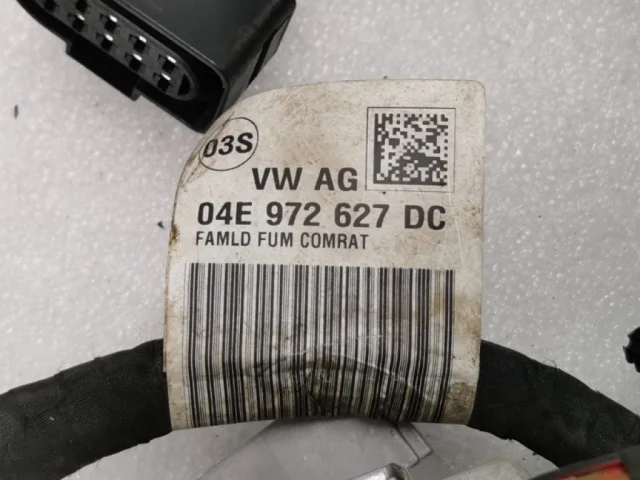 03S
VW AG
04E 972 627 DC
FAMLD FUM COMRAT